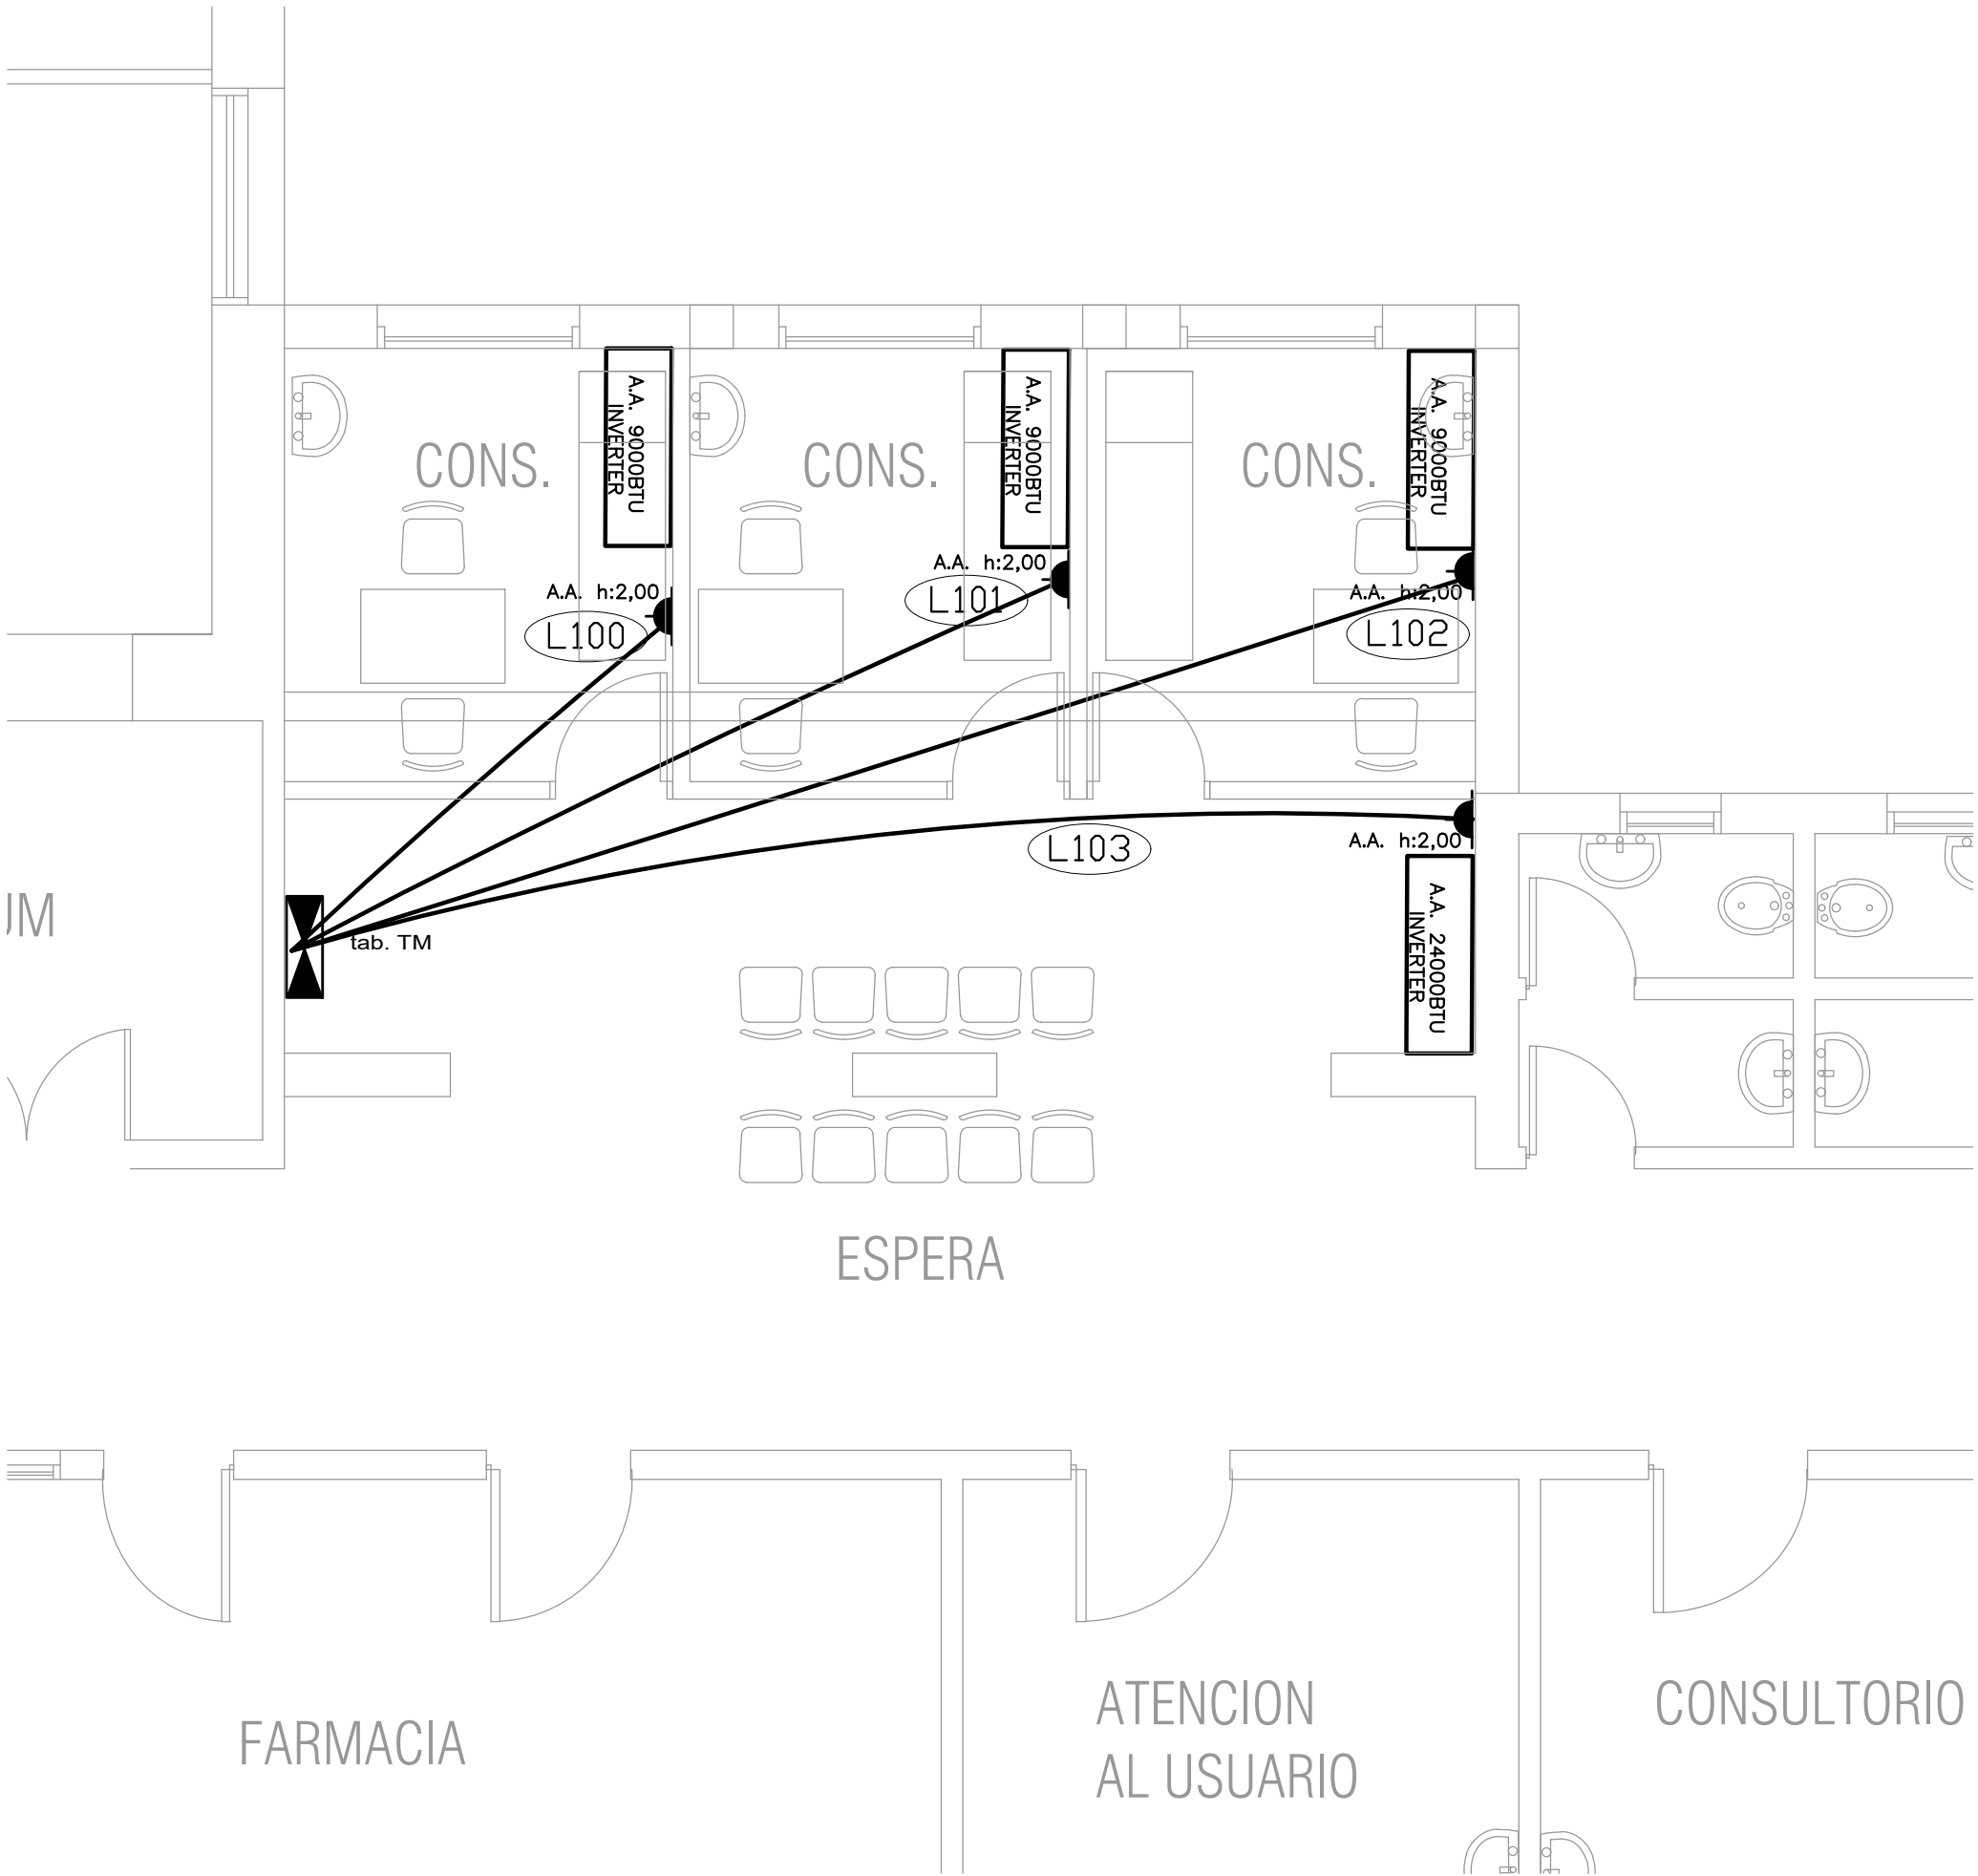 A.A. 9000BTU
INVERTER
A.A. 9000BTU
INVERTER
A.A. 9000BTU
INVERTER
CONS.
CONS.
CONS.
A.A. h:2,00
L100
A.A. h:2,00
L101
A.A. h:2,00
L102
L103
A.A. h:2,00
A.A. 24000BTU
INVERTER
UM
tab. TM
ESPERA
FARMACIA
ATENCION
AL USUARIO
CONSULTORIO